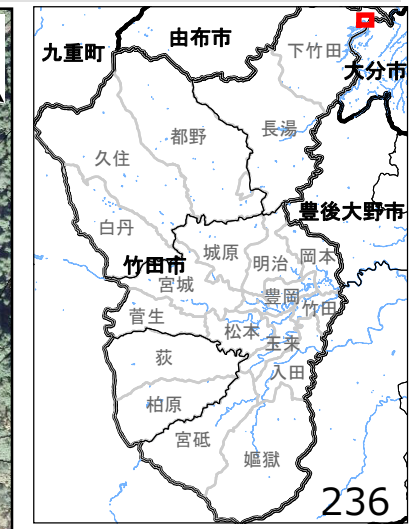 由布市
九重町
下竹田
大分市
都野
長湯
久住
豊後大野市
白丹
城原
岡本
明治
竹田市
宮城
豊岡
竹田
菅生
松本
玉来
荻
入田
柏原
宮砥
嫗獄
236